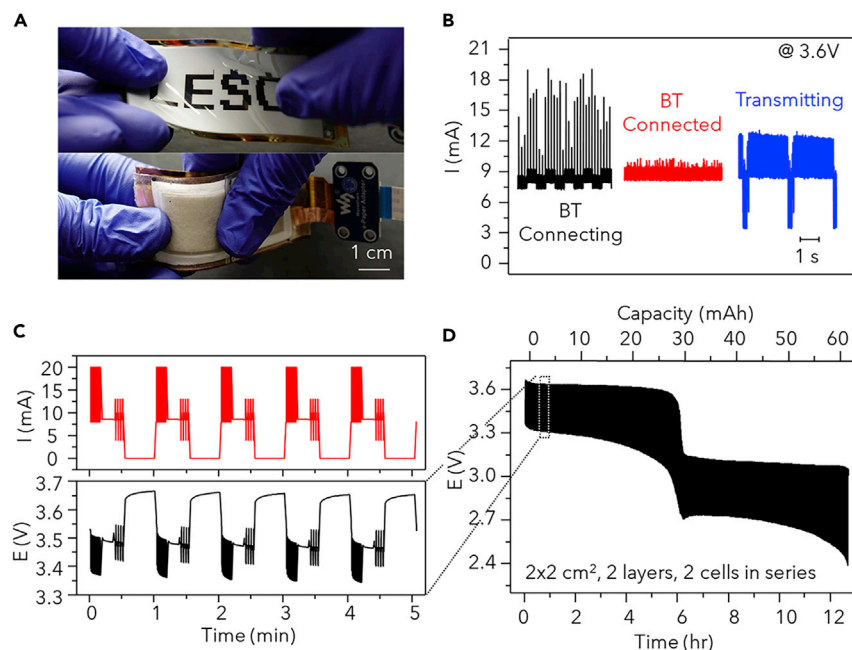 A
LESC
1 cm
B
@ 3.6V
I (mA)
21
18
15
12
9
6
3
0
BT
Connecting
BT
Connected
Transmitting
1 s
C
I (mA)
20
15
10
5
0
E (V)
3.7
3.6
3.5
3.4
3.3
0 1 2 3 4 5
Time (min)
D
Capacity (mAh)
0 10 20 30 40 50 60
E (V)
3.6
3.3
3.0
2.7
2.4
2x2 cm², 2 layers, 2 cells in series
0 2 4 6 8 10 12
Time (hr)